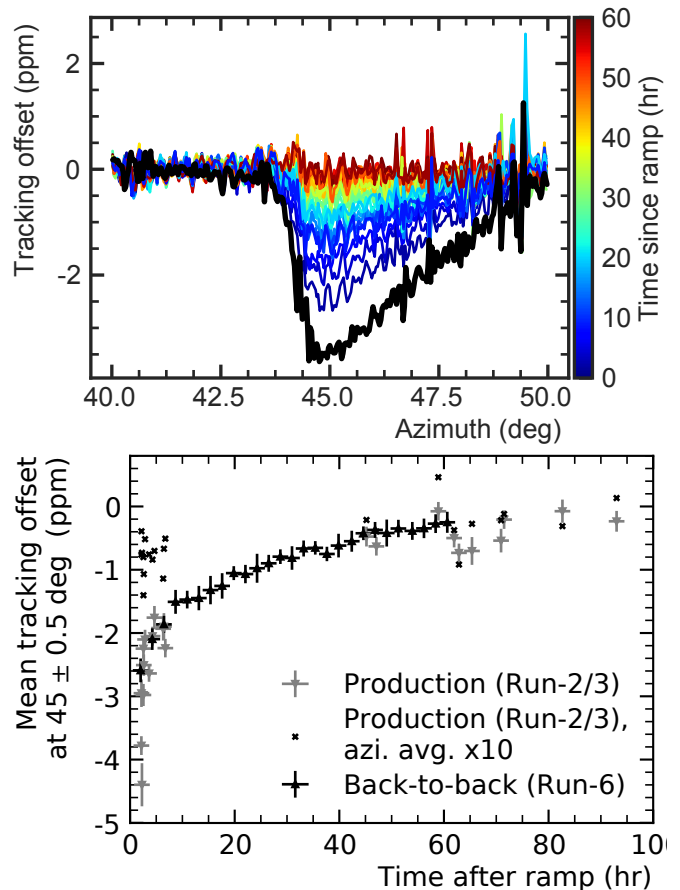 2
0
-2
Tracking offset (ppm)
40.0 42.5 45.0 47.5 50.0
Azimuth (deg)
60
50
40
30
20
10
0
Time since ramp (hr)
0
-1
-2
-3
-4
-5
Mean tracking offset
at 45 ± 0.5 deg (ppm)
Production (Run-2/3)
Production (Run-2/3),
azi. avg. x10
Back-to-back (Run-6)
0 20 40 60 80 100
Time after ramp (hr)